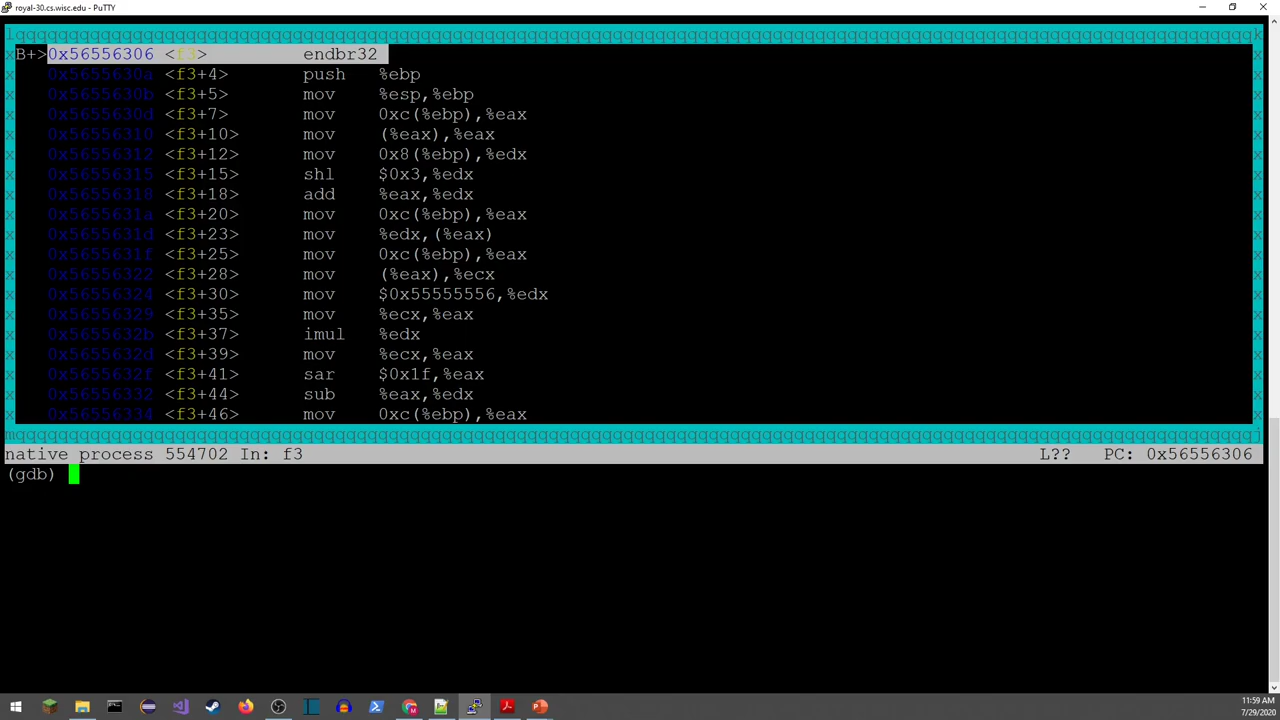 royal-30.cs.wisc.edu - PuTTY
B+>0x56556306 <f3> endbr32
0x5655630a <f3+4> push %ebp
0x5655630b <f3+5> mov %esp,%ebp
0x5655630d <f3+7> mov 0xc(%ebp),%eax
0x56556310 <f3+10> mov (%eax),%eax
0x56556312 <f3+12> mov 0x8(%ebp),%edx
0x56556315 <f3+15> shl $0x3,%edx
0x56556318 <f3+18> add %eax,%edx
0x5655631a <f3+20> mov 0xc(%ebp),%eax
0x5655631d <f3+23> mov %edx,(%eax)
0x5655631f <f3+25> mov 0xc(%ebp),%eax
0x56556322 <f3+28> mov (%eax),%ecx
0x56556324 <f3+30> mov $0x55555556,%edx
0x56556329 <f3+35> mov %ecx,%eax
0x5655632b <f3+37> imul %edx
0x5655632d <f3+39> mov %ecx,%eax
0x5655632f <f3+41> sar $0x1f,%eax
0x56556332 <f3+44> sub %eax,%edx
0x56556334 <f3+46> mov 0xc(%ebp),%eax
native process 554702 In: f3 L?? PC: 0x56556306
(gdb)
11:59 AM
7/29/2020